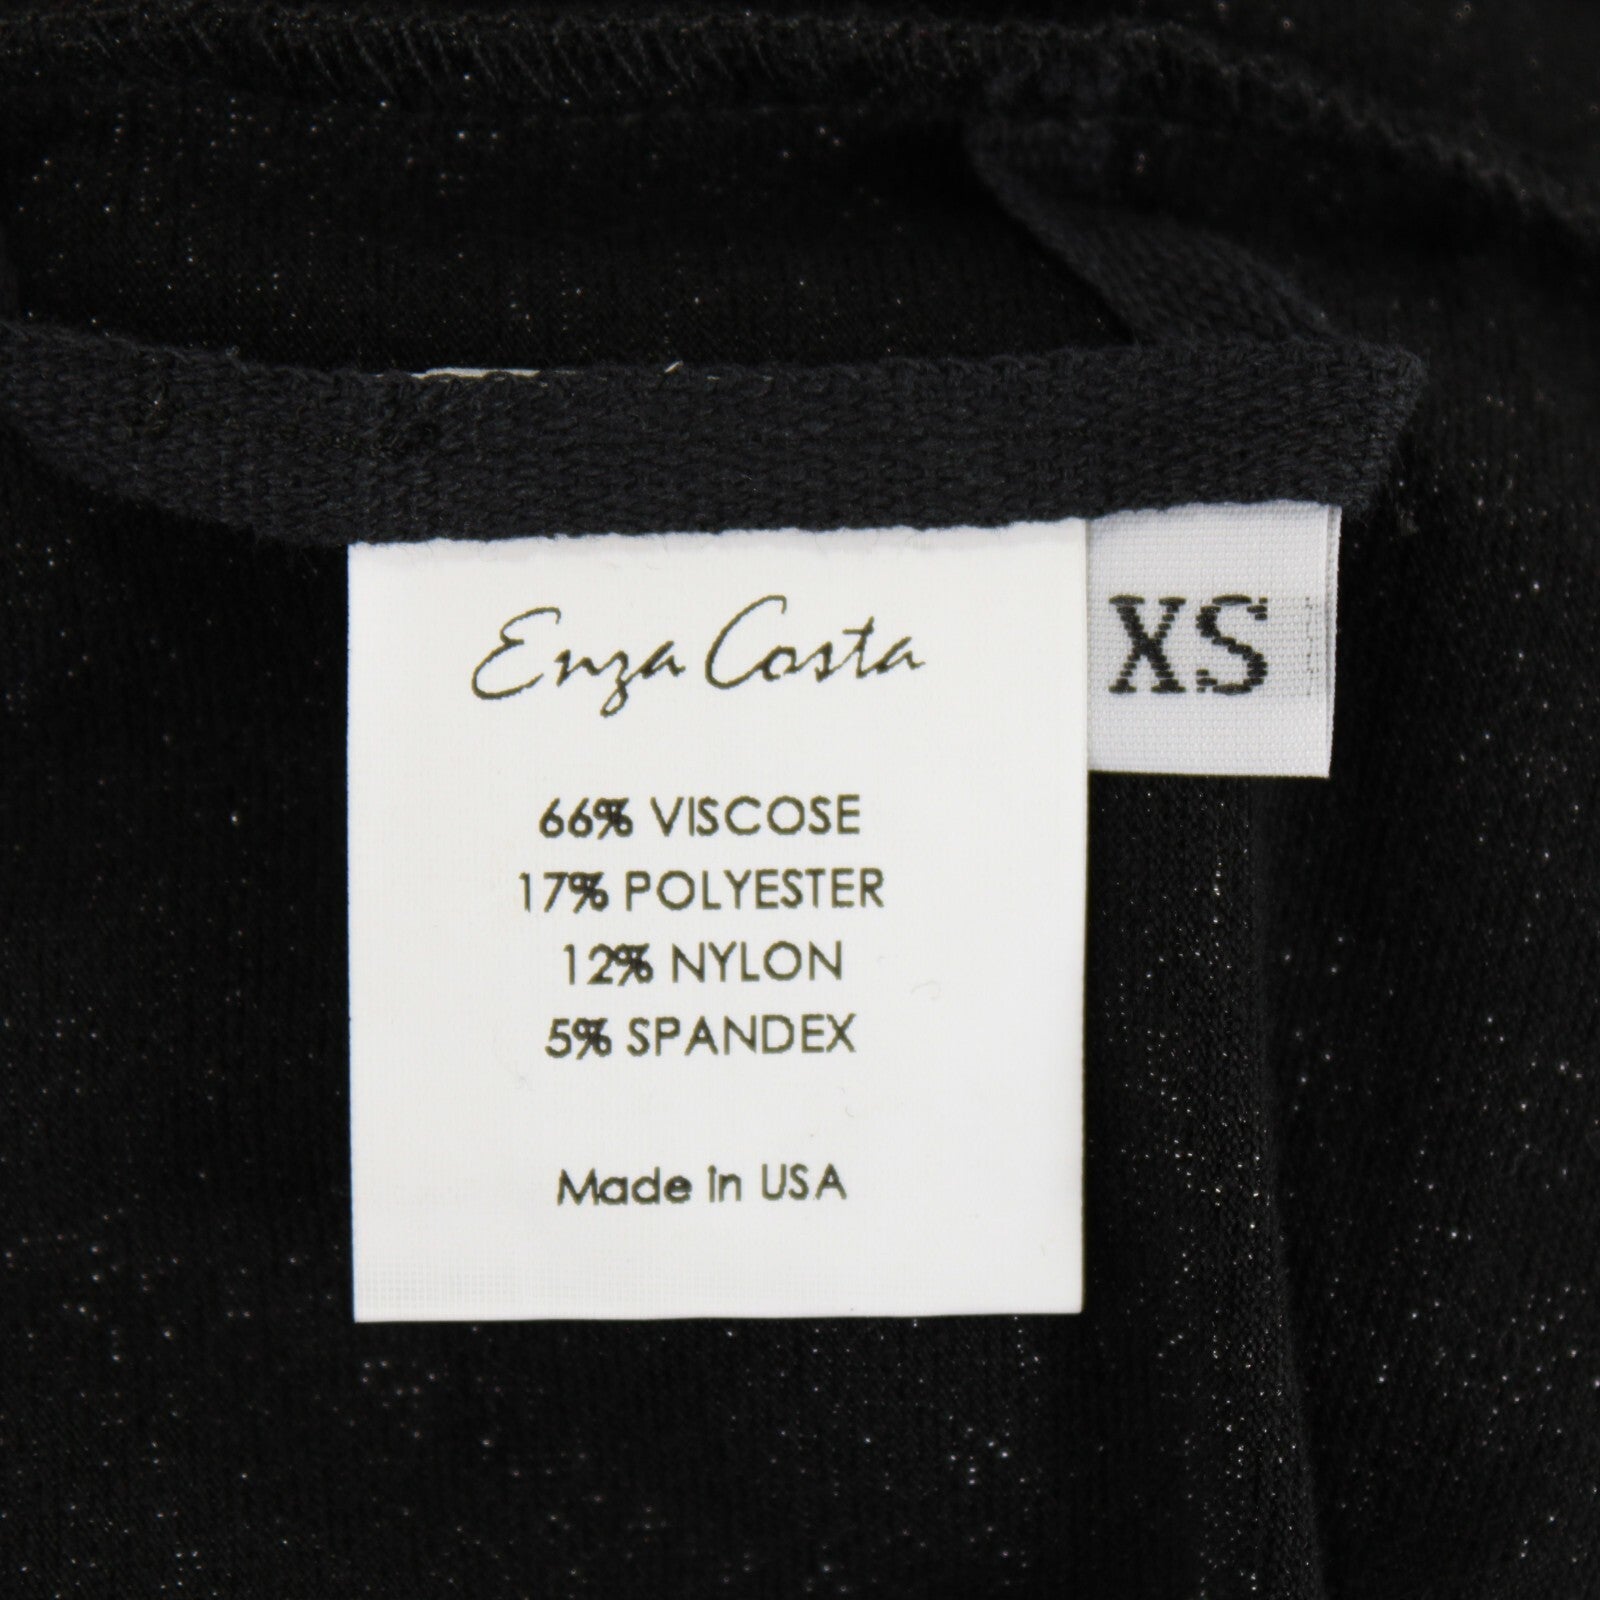 Enza Costa
XS
66% VISCOSE
17% POLYESTER
12% NYLON
5% SPANDEX
Made in USA